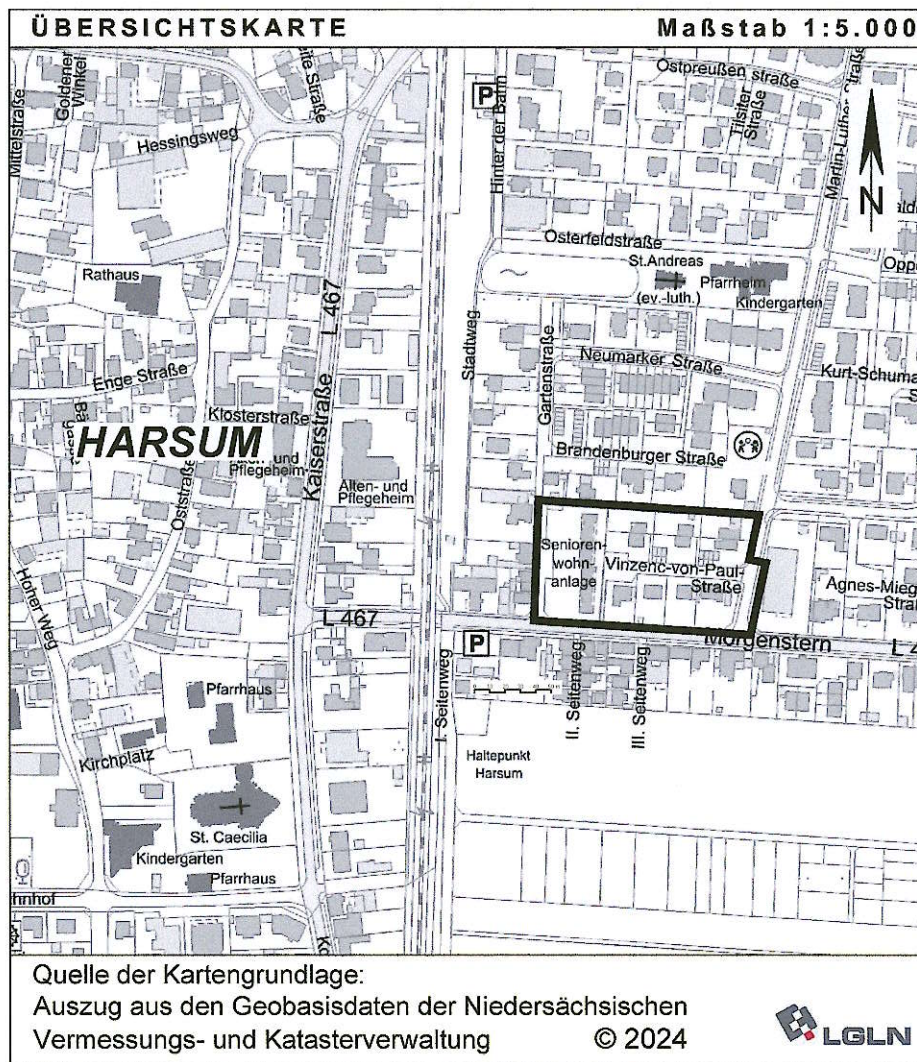 ÜBERSICHTSKARTE
Maßstab 1:5.000
Mittelstraße
Goldener
Winkel
Hessingsweg
Straße
P
Hinter der Bahn
Ostpreußen straße
Tilsiter
Straße
Martin-Luther-Straße
N
Rathaus
Kaiserstraße
L 467
Osterfeldstraße
St.Andreas
(ev.-luth.)
Pfarrheim
Kindergarten
Stadtweg
Gartenstraße
Neumarker Straße
Kurt-Schuma
Enge Straße
Klosterstraße
HARSUM
und
Pflegeheim
Alten- und
Pflegeheim
Oststraße
Brandenburger Straße
Senioren-
wohn-
anlage
Vinzenc-von-Paul-
Straße
Agnes-Mieg
Hoher Weg
L 467
Morgenstern
P
I. Seitenweg
II. Seitenweg
III. Seitenweg
Pfarrhaus
Kirchplatz
Haltepunkt
Harsum
St. Caecilia
Kindergarten
Pfarrhaus
Quelle der Kartengrundlage:
Auszug aus den Geobasisdaten der Niedersächsischen
Vermessungs- und Katasterverwaltung © 2024
LGLN